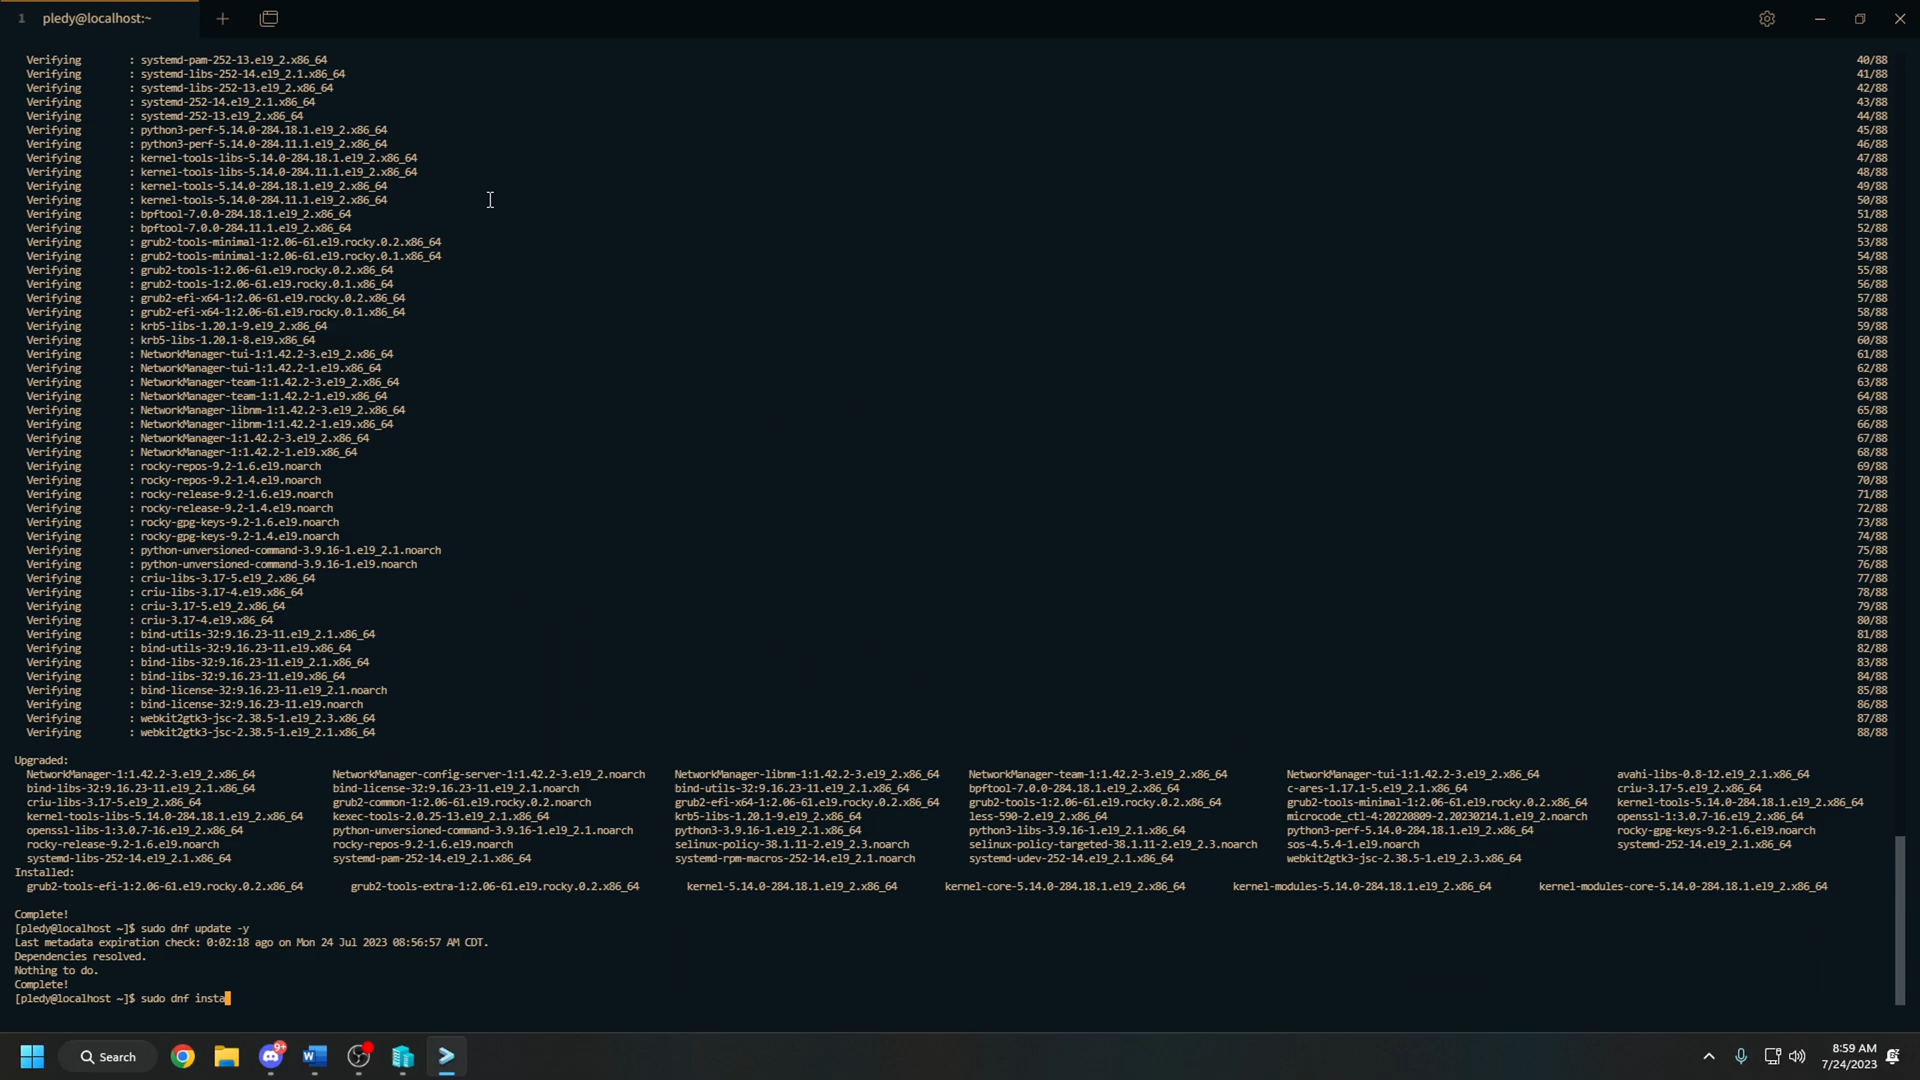 1 pledy@localhost:~
Verifying : systemd-pam-252-13.el9_2.x86_64 40/88
Verifying : systemd-libs-252-14.el9_2.1.x86_64 41/88
Verifying : systemd-libs-252-13.el9_2.x86_64 42/88
Verifying : systemd-252-14.el9_2.1.x86_64 43/88
Verifying : systemd-252-13.el9_2.x86_64 44/88
Verifying : python3-perf-5.14.0-284.18.1.el9_2.x86_64 45/88
Verifying : python3-perf-5.14.0-284.11.1.el9_2.x86_64 46/88
Verifying : kernel-tools-libs-5.14.0-284.18.1.el9_2.x86_64 47/88
Verifying : kernel-tools-libs-5.14.0-284.11.1.el9_2.x86_64 48/88
Verifying : kernel-tools-5.14.0-284.18.1.el9_2.x86_64 49/88
Verifying : kernel-tools-5.14.0-284.11.1.el9_2.x86_64 50/88
Verifying : bpftool-7.0.0-284.18.1.el9_2.x86_64 51/88
Verifying : bpftool-7.0.0-284.11.1.el9_2.x86_64 52/88
Verifying : grub2-tools-minimal-1:2.06-61.el9.rocky.0.2.x86_64 53/88
Verifying : grub2-tools-minimal-1:2.06-61.el9.rocky.0.1.x86_64 54/88
Verifying : grub2-tools-1:2.06-61.el9.rocky.0.2.x86_64 55/88
Verifying : grub2-tools-1:2.06-61.el9.rocky.0.1.x86_64 56/88
Verifying : grub2-efi-x64-1:2.06-61.el9.rocky.0.2.x86_64 57/88
Verifying : grub2-efi-x64-1:2.06-61.el9.rocky.0.1.x86_64 58/88
Verifying : krb5-libs-1.20.1-9.el9_2.x86_64 59/88
Verifying : krb5-libs-1.20.1-8.el9.x86_64 60/88
Verifying : NetworkManager-tui-1:1.42.2-3.el9_2.x86_64 61/88
Verifying : NetworkManager-tui-1:1.42.2-1.el9.x86_64 62/88
Verifying : NetworkManager-team-1:1.42.2-3.el9_2.x86_64 63/88
Verifying : NetworkManager-team-1:1.42.2-1.el9.x86_64 64/88
Verifying : NetworkManager-libnm-1:1.42.2-3.el9_2.x86_64 65/88
Verifying : NetworkManager-libnm-1:1.42.2-1.el9.x86_64 66/88
Verifying : NetworkManager-1:1.42.2-3.el9_2.x86_64 67/88
Verifying : NetworkManager-1:1.42.2-1.el9.x86_64 68/88
Verifying : rocky-repos-9.2-1.6.el9.noarch 69/88
Verifying : rocky-repos-9.2-1.4.el9.noarch 70/88
Verifying : rocky-release-9.2-1.6.el9.noarch 71/88
Verifying : rocky-release-9.2-1.4.el9.noarch 72/88
Verifying : rocky-gpg-keys-9.2-1.6.el9.noarch 73/88
Verifying : rocky-gpg-keys-9.2-1.4.el9.noarch 74/88
Verifying : python-unversioned-command-3.9.16-1.el9_2.1.noarch 75/88
Verifying : python-unversioned-command-3.9.16-1.el9.noarch 76/88
Verifying : criu-libs-3.17-5.el9_2.x86_64 77/88
Verifying : criu-libs-3.17-4.el9.x86_64 78/88
Verifying : criu-3.17-5.el9_2.x86_64 79/88
Verifying : criu-3.17-4.el9.x86_64 80/88
Verifying : bind-utils-32:9.16.23-11.el9_2.1.x86_64 81/88
Verifying : bind-utils-32:9.16.23-11.el9.x86_64 82/88
Verifying : bind-libs-32:9.16.23-11.el9_2.1.x86_64 83/88
Verifying : bind-libs-32:9.16.23-11.el9.x86_64 84/88
Verifying : bind-license-32:9.16.23-11.el9_2.1.noarch 85/88
Verifying : bind-license-32:9.16.23-11.el9.noarch 86/88
Verifying : webkit2gtk3-jsc-2.38.5-1.el9_2.3.x86_64 87/88
Verifying : webkit2gtk3-jsc-2.38.5-1.el9_2.1.x86_64 88/88
Upgraded:
NetworkManager-1:1.42.2-3.el9_2.x86_64 NetworkManager-config-server-1:1.42.2-3.el9_2.noarch NetworkManager-libnm-1:1.42.2-3.el9_2.x86_64 NetworkManager-team-1:1.42.2-3.el9_2.x86_64 NetworkManager-tui-1:1.42.2-3.el9_2.x86_64 avahi-libs-0.8-12.el9_2.1.x86_64
bind-libs-32:9.16.23-11.el9_2.1.x86_64 bind-license-32:9.16.23-11.el9_2.1.noarch bind-utils-32:9.16.23-11.el9_2.1.x86_64 bpftool-7.0.0-284.18.1.el9_2.x86_64 c-ares-1.17.1-5.el9_2.1.x86_64 criu-3.17-5.el9_2.x86_64
criu-libs-3.17-5.el9_2.x86_64 grub2-common-1:2.06-61.el9.rocky.0.2.noarch grub2-efi-x64-1:2.06-61.el9.rocky.0.2.x86_64 grub2-tools-1:2.06-61.el9.rocky.0.2.x86_64 grub2-tools-minimal-1:2.06-61.el9.rocky.0.2.x86_64 kernel-tools-5.14.0-284.18.1.el9_2.x86_64
kernel-tools-libs-5.14.0-284.18.1.el9_2.x86_64 kexec-tools-2.0.25-13.el9_2.1.x86_64 krb5-libs-1.20.1-9.el9_2.x86_64 less-590-2.el9_2.x86_64 microcode_ctl-4:20220809-2.20230214.1.el9_2.noarch openssl-1:3.0.7-16.el9_2.x86_64
openssl-libs-1:3.0.7-16.el9_2.x86_64 python-unversioned-command-3.9.16-1.el9_2.1.noarch python3-3.9.16-1.el9_2.1.x86_64 python3-libs-3.9.16-1.el9_2.1.x86_64 python3-perf-5.14.0-284.18.1.el9_2.x86_64 rocky-gpg-keys-9.2-1.6.el9.noarch
rocky-release-9.2-1.6.el9.noarch rocky-repos-9.2-1.6.el9.noarch selinux-policy-38.1.11-2.el9_2.3.noarch selinux-policy-targeted-38.1.11-2.el9_2.3.noarch sos-4.5.4-1.el9.noarch systemd-252-14.el9_2.1.x86_64
systemd-libs-252-14.el9_2.1.x86_64 systemd-pam-252-14.el9_2.1.x86_64 systemd-rpm-macros-252-14.el9_2.1.noarch systemd-udev-252-14.el9_2.1.x86_64 webkit2gtk3-jsc-2.38.5-1.el9_2.3.x86_64
Installed:
grub2-tools-efi-1:2.06-61.el9.rocky.0.2.x86_64 grub2-tools-extra-1:2.06-61.el9.rocky.0.2.x86_64 kernel-5.14.0-284.18.1.el9_2.x86_64 kernel-core-5.14.0-284.18.1.el9_2.x86_64 kernel-modules-5.14.0-284.18.1.el9_2.x86_64 kernel-modules-core-5.14.0-284.18.1.el9_2.x86_64
Complete!
[pledy@localhost ~]$ sudo dnf update -y
Last metadata expiration check: 0:02:18 ago on Mon 24 Jul 2023 08:56:57 AM CDT.
Dependencies resolved.
Nothing to do.
Complete!
[pledy@localhost ~]$ sudo dnf insta
Search
9+
8:59 AM
7/24/2023